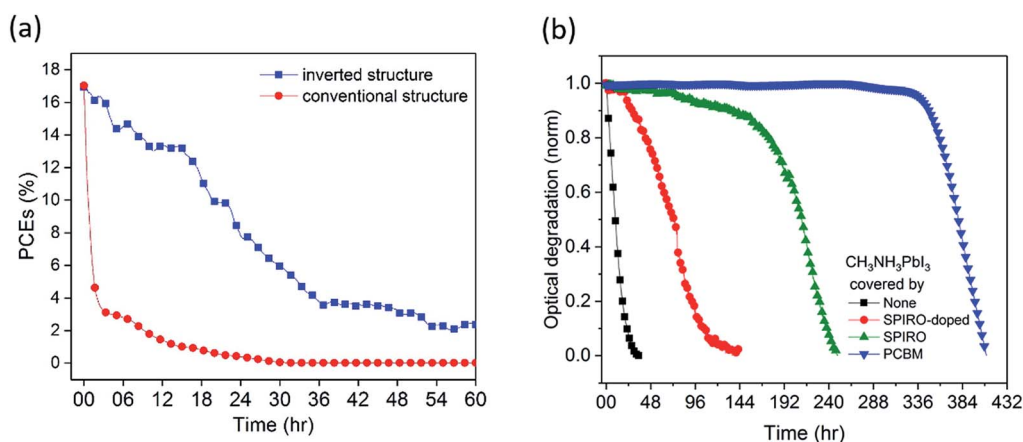 (a)
18
16
14
12
10
8
6
4
2
0
PCEs (%)
inverted structure
conventional structure
00 06 12 18 24 30 36 42 48 54 60
Time (hr)
(b)
1.0
0.8
0.6
0.4
0.2
0.0
Optical degradation (norm)
CH₃NH₃PbI₃
covered by
None
SPIRO-doped
SPIRO
PCBM
00 48 96 144 192 240 288 336 384 432
Time (hr)